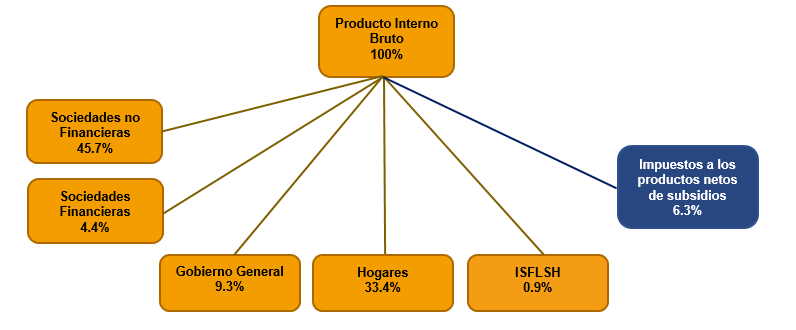 Producto Interno
Bruto
100%
Sociedades no
Financieras
45.7%
Sociedades
Financieras
4.4%
Gobierno General
9.3%
Hogares
33.4%
ISFLSH
0.9%
Impuestos a los
productos netos
de subsidios
6.3%